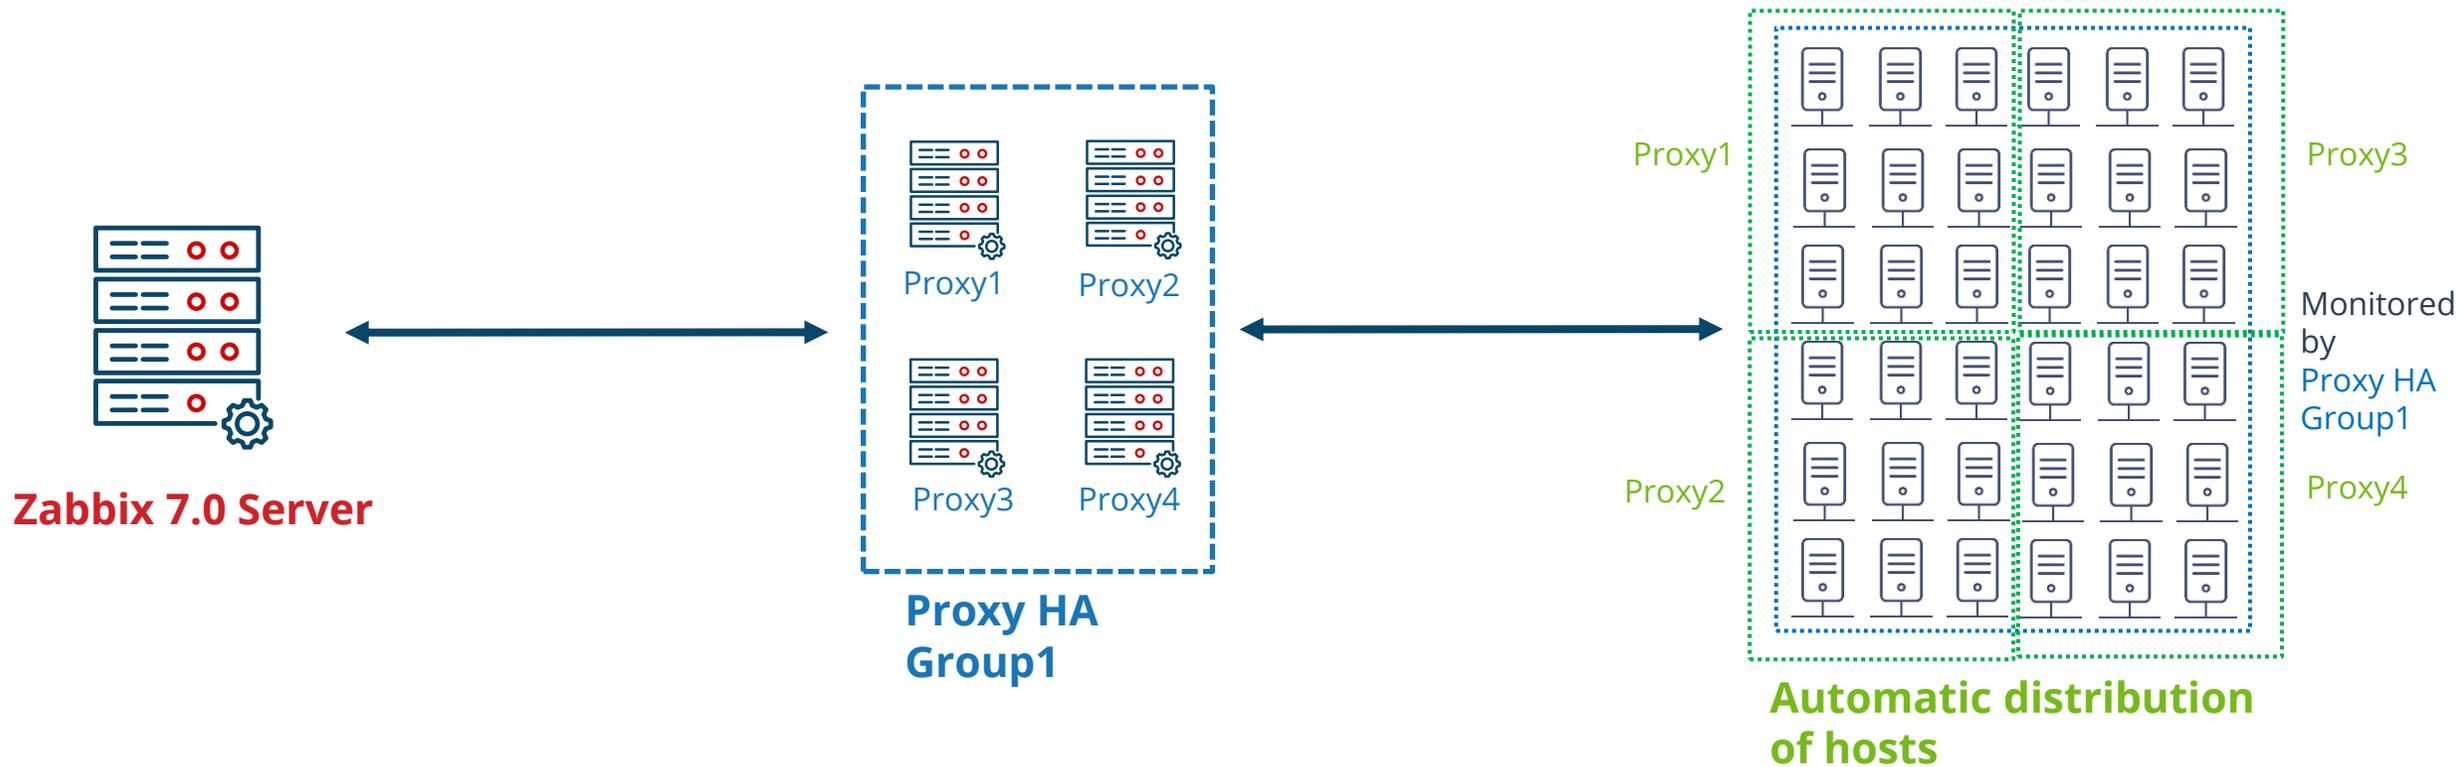 Zabbix 7.0 Server
Proxy1
Proxy2
Proxy3
Proxy4
Proxy HA
Group1
Proxy1
Proxy3
Monitored
by
Proxy HA
Group1
Proxy2
Proxy4
Automatic distribution
of hosts